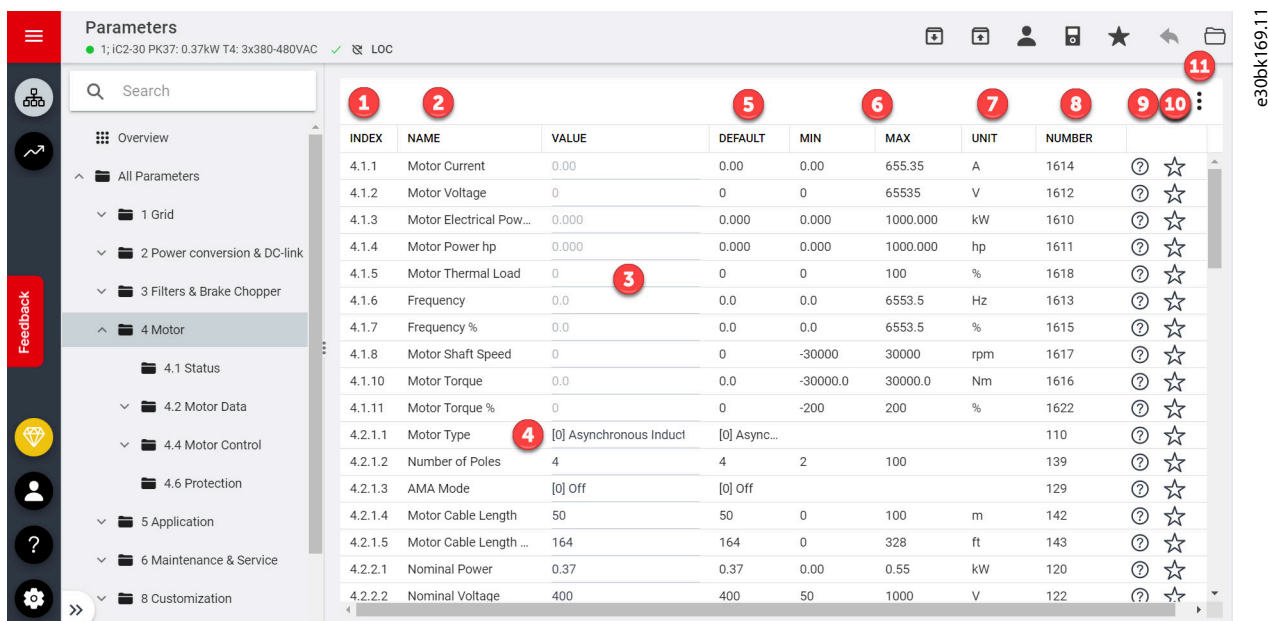 Parameters
1; iC2-30 PK37: 0.37kW T4: 3x380-480VAC LOC
e30bk169.11
11
Search
1 2 5 6 7 8 9 10
INDEX NAME VALUE DEFAULT MIN MAX UNIT NUMBER
Overview
All Parameters
1 Grid
2 Power conversion & DC-link
3 Filters & Brake Chopper
4 Motor
4.1 Status
4.2 Motor Data
4.4 Motor Control
4.6 Protection
5 Application
6 Maintenance & Service
8 Customization
Feedback
?
4.1.1 Motor Current 0.00 0.00 0.00 655.35 A 1614 ?
4.1.2 Motor Voltage 0 0 0 65535 V 1612 ?
4.1.3 Motor Electrical Pow... 0.000 0.000 0.000 1000.000 kW 1610 ?
4.1.4 Motor Power hp 0.000 0.000 0.000 1000.000 hp 1611 ?
4.1.5 Motor Thermal Load 0 3 0 0 100 % 1618 ?
4.1.6 Frequency 0.0 0.0 0.0 6553.5 Hz 1613 ?
4.1.7 Frequency % 0.0 0.0 0.0 6553.5 % 1615 ?
4.1.8 Motor Shaft Speed 0 0 -30000 30000 rpm 1617 ?
4.1.10 Motor Torque 0.0 0.0 -30000.0 30000.0 Nm 1616 ?
4.1.11 Motor Torque % 0 0 -200 200 % 1622 ?
4.2.1.1 Motor Type 4 [0] Asynchronous Induct [0] Async... 110 ?
4.2.1.2 Number of Poles 4 4 2 100 139 ?
4.2.1.3 AMA Mode [0] Off [0] Off 129 ?
4.2.1.4 Motor Cable Length 50 50 0 100 m 142 ?
4.2.1.5 Motor Cable Length ... 164 164 0 328 ft 143 ?
4.2.2.1 Nominal Power 0.37 0.37 0.00 0.55 kW 120 ?
4.2.2.2 Nominal Voltage 400 400 50 1000 V 122 ?